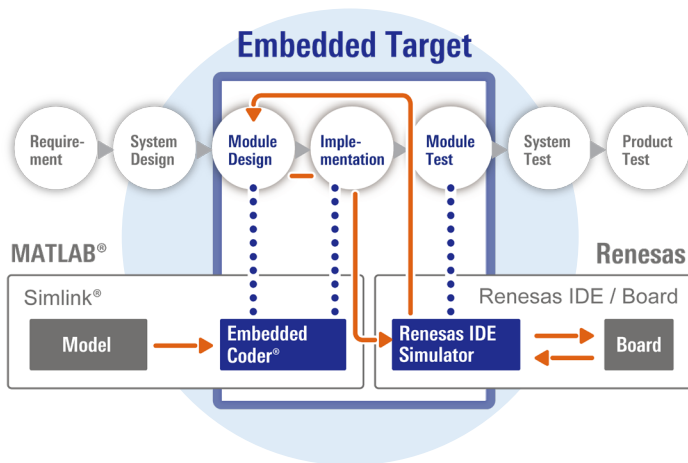 Embedded Target
Require-
ment
System
Design
Module
Design
Imple-
mentation
Module
Test
System
Test
Product
Test
MATLAB®
Renesas
Simlink®
Renesas IDE / Board
Model
Embedded
Coder®
Renesas IDE
Simulator
Board